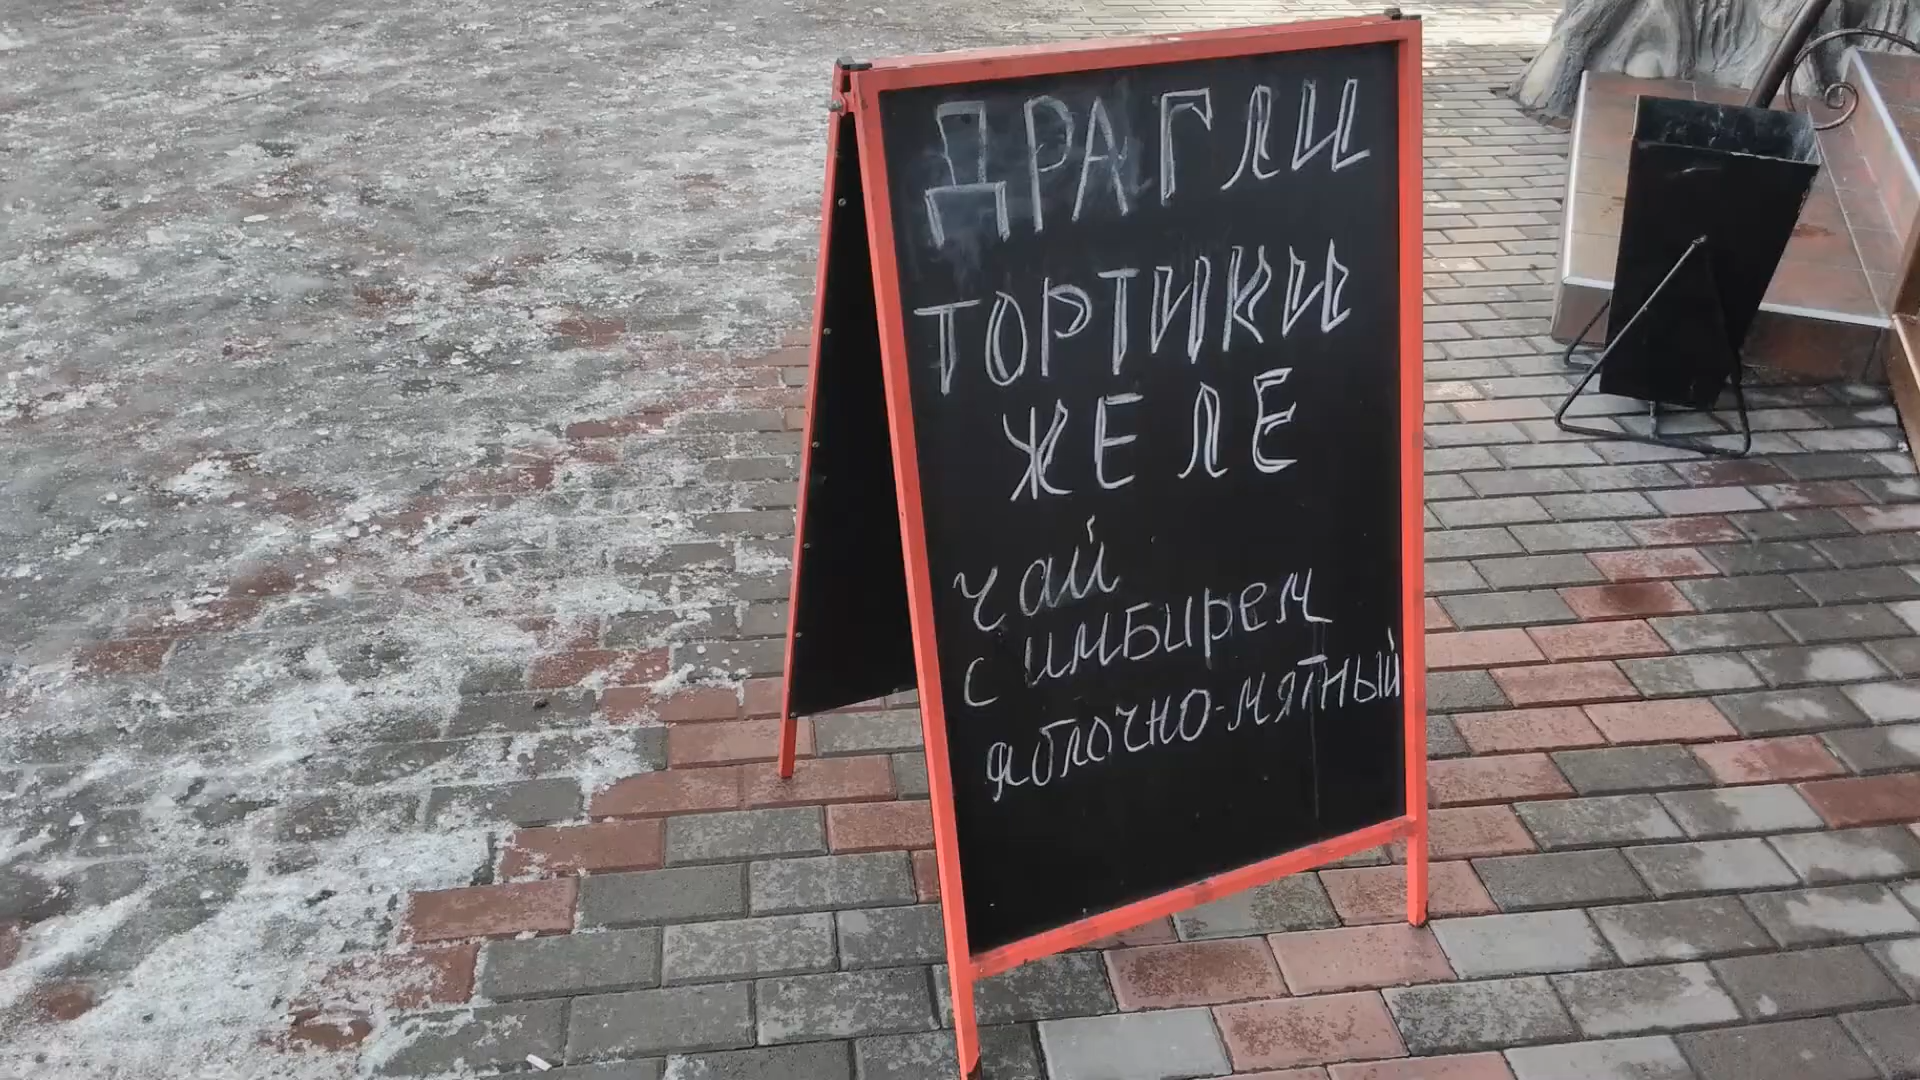 ДРАГЛИ
ТОРТИКИ
ЖЕЛЕ
чай
с имбирем
яблочно-мятный